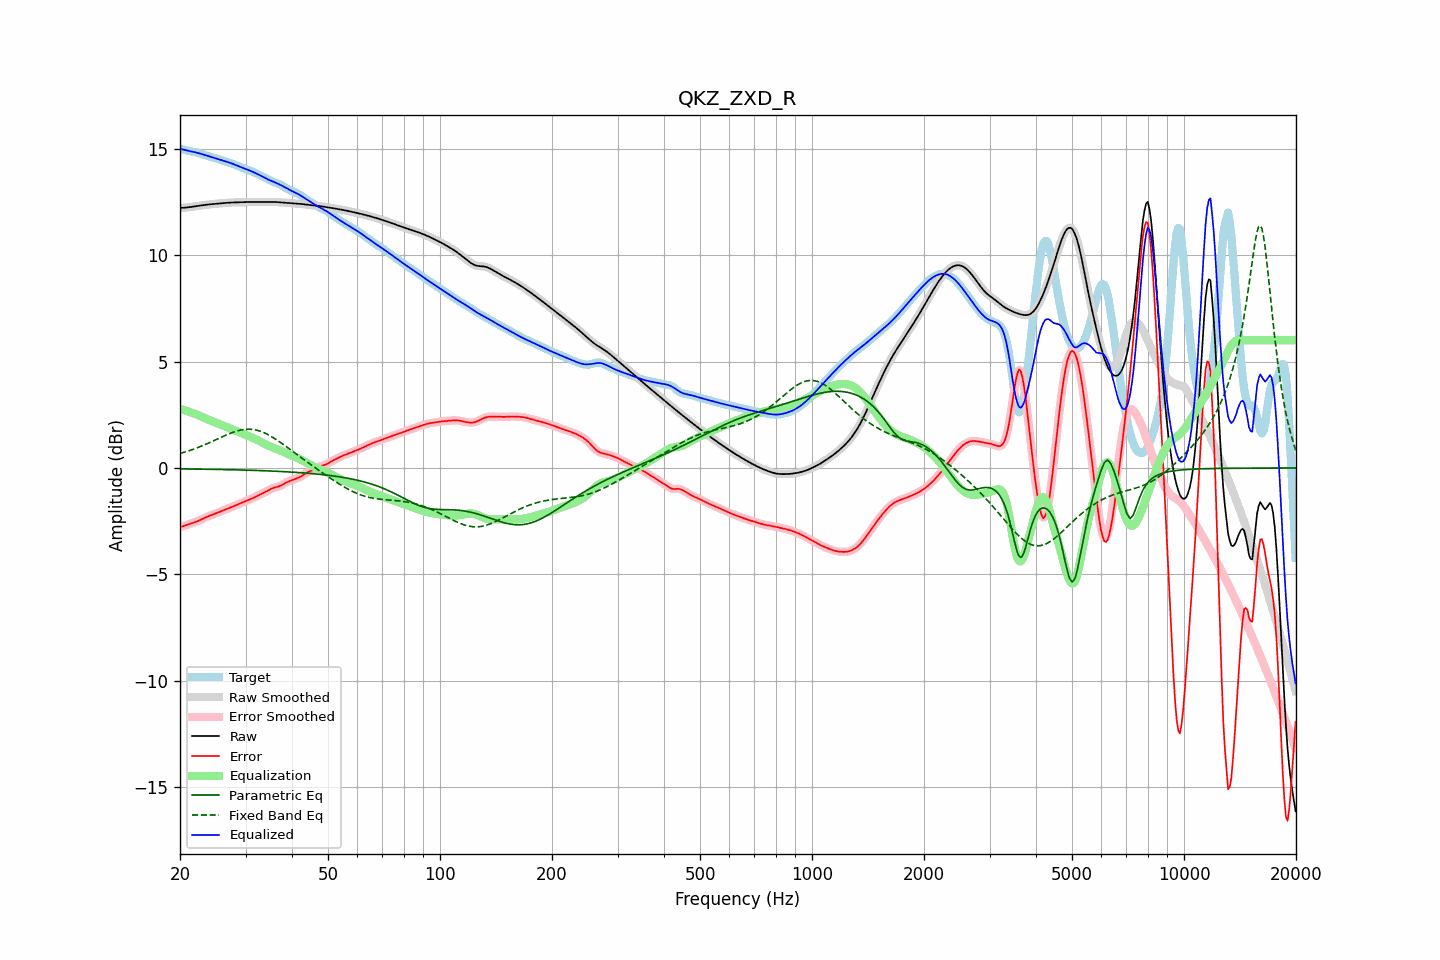 QKZ_ZXD_R
Amplitude (dBr)
15
10
5
0
−5
−10
−15
Target
Raw Smoothed
Error Smoothed
Raw
Error
Equalization
Parametric Eq
Fixed Band Eq
Equalized
20 50 100 200 500 1000 2000 5000 10000 20000
Frequency (Hz)